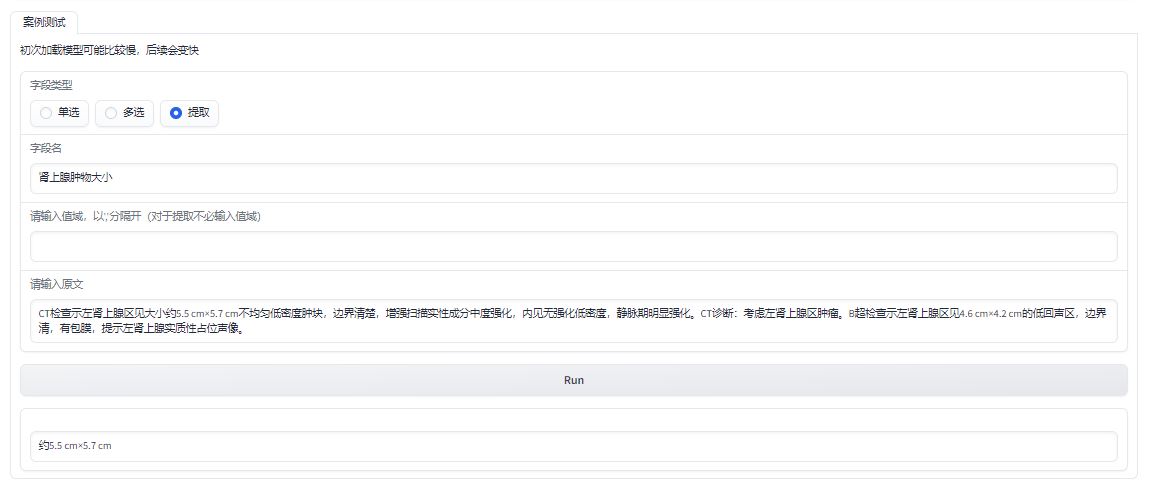 案例测试
初次加载模型可能比较慢，后续会变快
字段类型
单选
多选
提取
字段名
肾上腺肿物大小
请输入值域，以','分隔开（对于提取不必输入值域）
请输入原文
CT检查示左肾上腺区见大小约5.5 cm×5.7 cm不均匀低密度肿块，边界清楚，增强扫描实性成分中度强化，内见无强化低密度，静脉期明显强化。CT诊断：考虑左肾上腺区肿瘤。B超检查示左肾上腺区见4.6 cm×4.2 cm的低回声区，边界
清，有包膜，提示左肾上腺实质性占位声像。
Run
约5.5 cm×5.7 cm